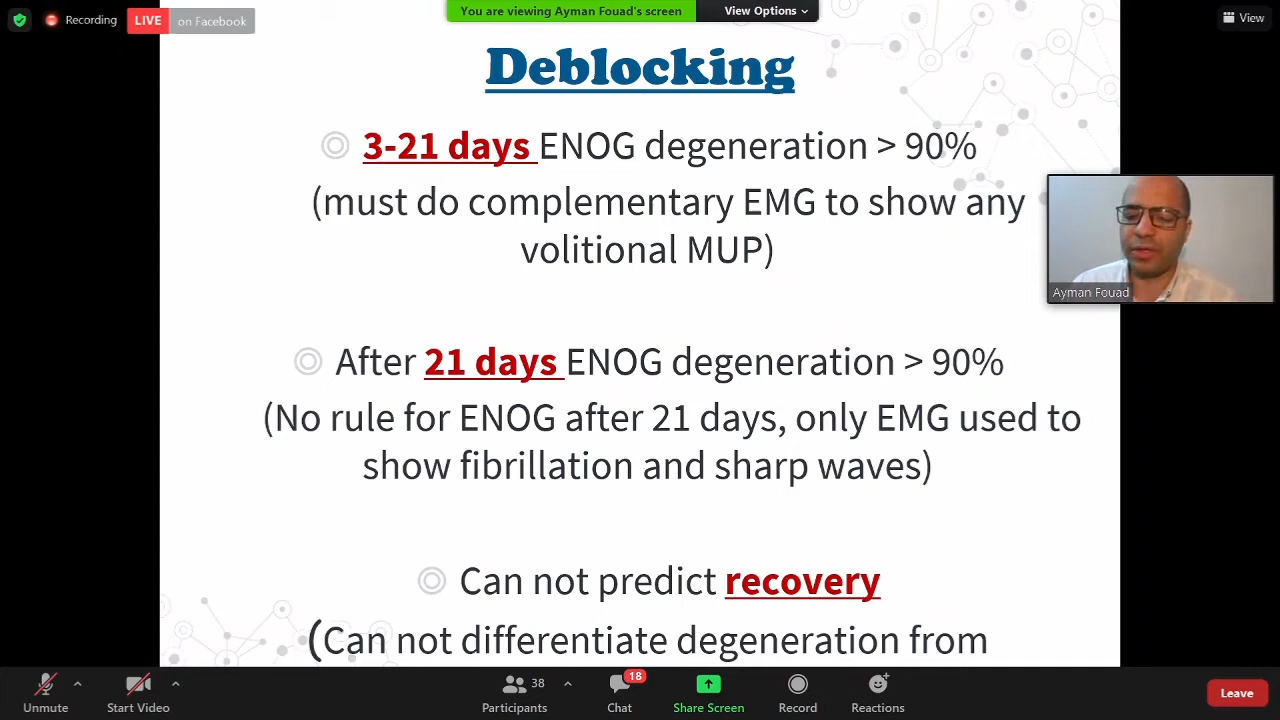 Recording
LIVE on Facebook
You are viewing Ayman Fouad's screen
View Options
View
Deblocking
3-21 days ENOG degeneration > 90%
(must do complementary EMG to show any
volitional MUP)
Ayman Fouad
After 21 days ENOG degeneration > 90%
(No rule for ENOG after 21 days, only EMG used to
show fibrillation and sharp waves)
Can not predict recovery
(Can not differentiate degeneration from
Unmute
Start Video
Participants
38
Chat
18
Share Screen
Record
Reactions
Leave